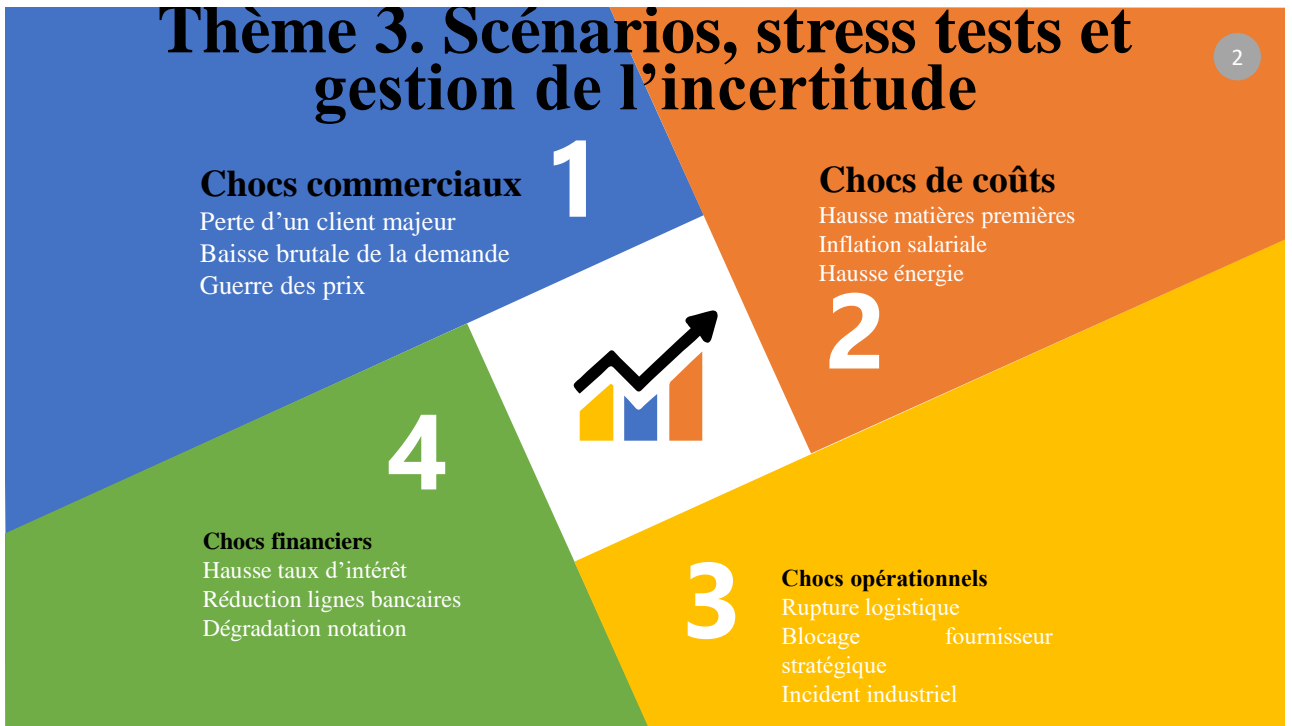 Thème 3. Scénarios, stress tests et
gestion de l’incertitude
2
1
Chocs commerciaux
Perte d’un client majeur
Baisse brutale de la demande
Guerre des prix
Chocs de coûts
Hausse matières premières
Inflation salariale
Hausse énergie
2
3
Chocs opérationnels
Rupture logistique
Blocage fournisseur
stratégique
Incident industriel
4
Chocs financiers
Hausse taux d’intérêt
Réduction lignes bancaires
Dégradation notation